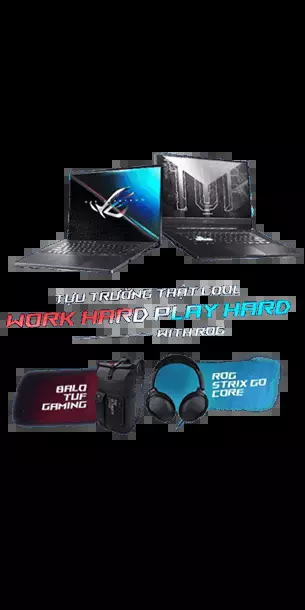 TỰU TRƯỜNG THẬT COOL
WORK HARD PLAY HARD
WITH ROG
BALO
TUF
GAMING
ROG
STRIX GO
CORE